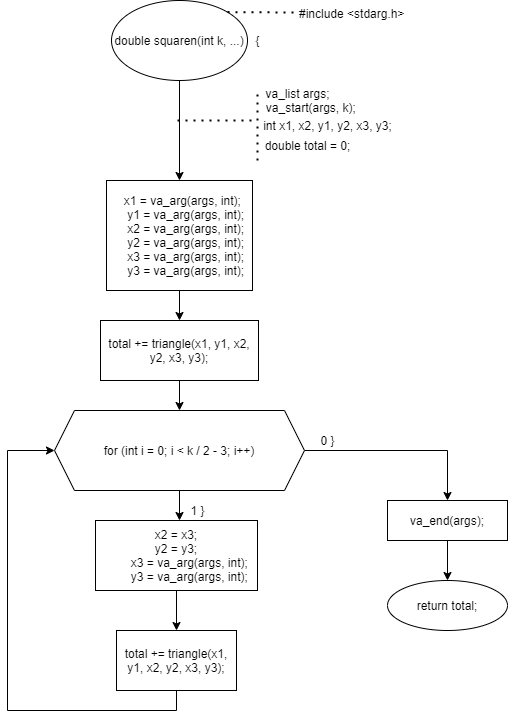 #include <stdarg.h>
double squaren(int k, ...) {
va_list args;
va_start(args, k);
int x1, x2, y1, y2, x3, y3;
double total = 0;
x1 = va_arg(args, int);
y1 = va_arg(args, int);
x2 = va_arg(args, int);
y2 = va_arg(args, int);
x3 = va_arg(args, int);
y3 = va_arg(args, int);
total += triangle(x1, y1, x2,
y2, x3, y3);
for (int i = 0; i < k / 2 - 3; i++)
0 }
1 }
x2 = x3;
y2 = y3;
x3 = va_arg(args, int);
y3 = va_arg(args, int);
total += triangle(x1,
y1, x2, y2, x3, y3);
va_end(args);
return total;